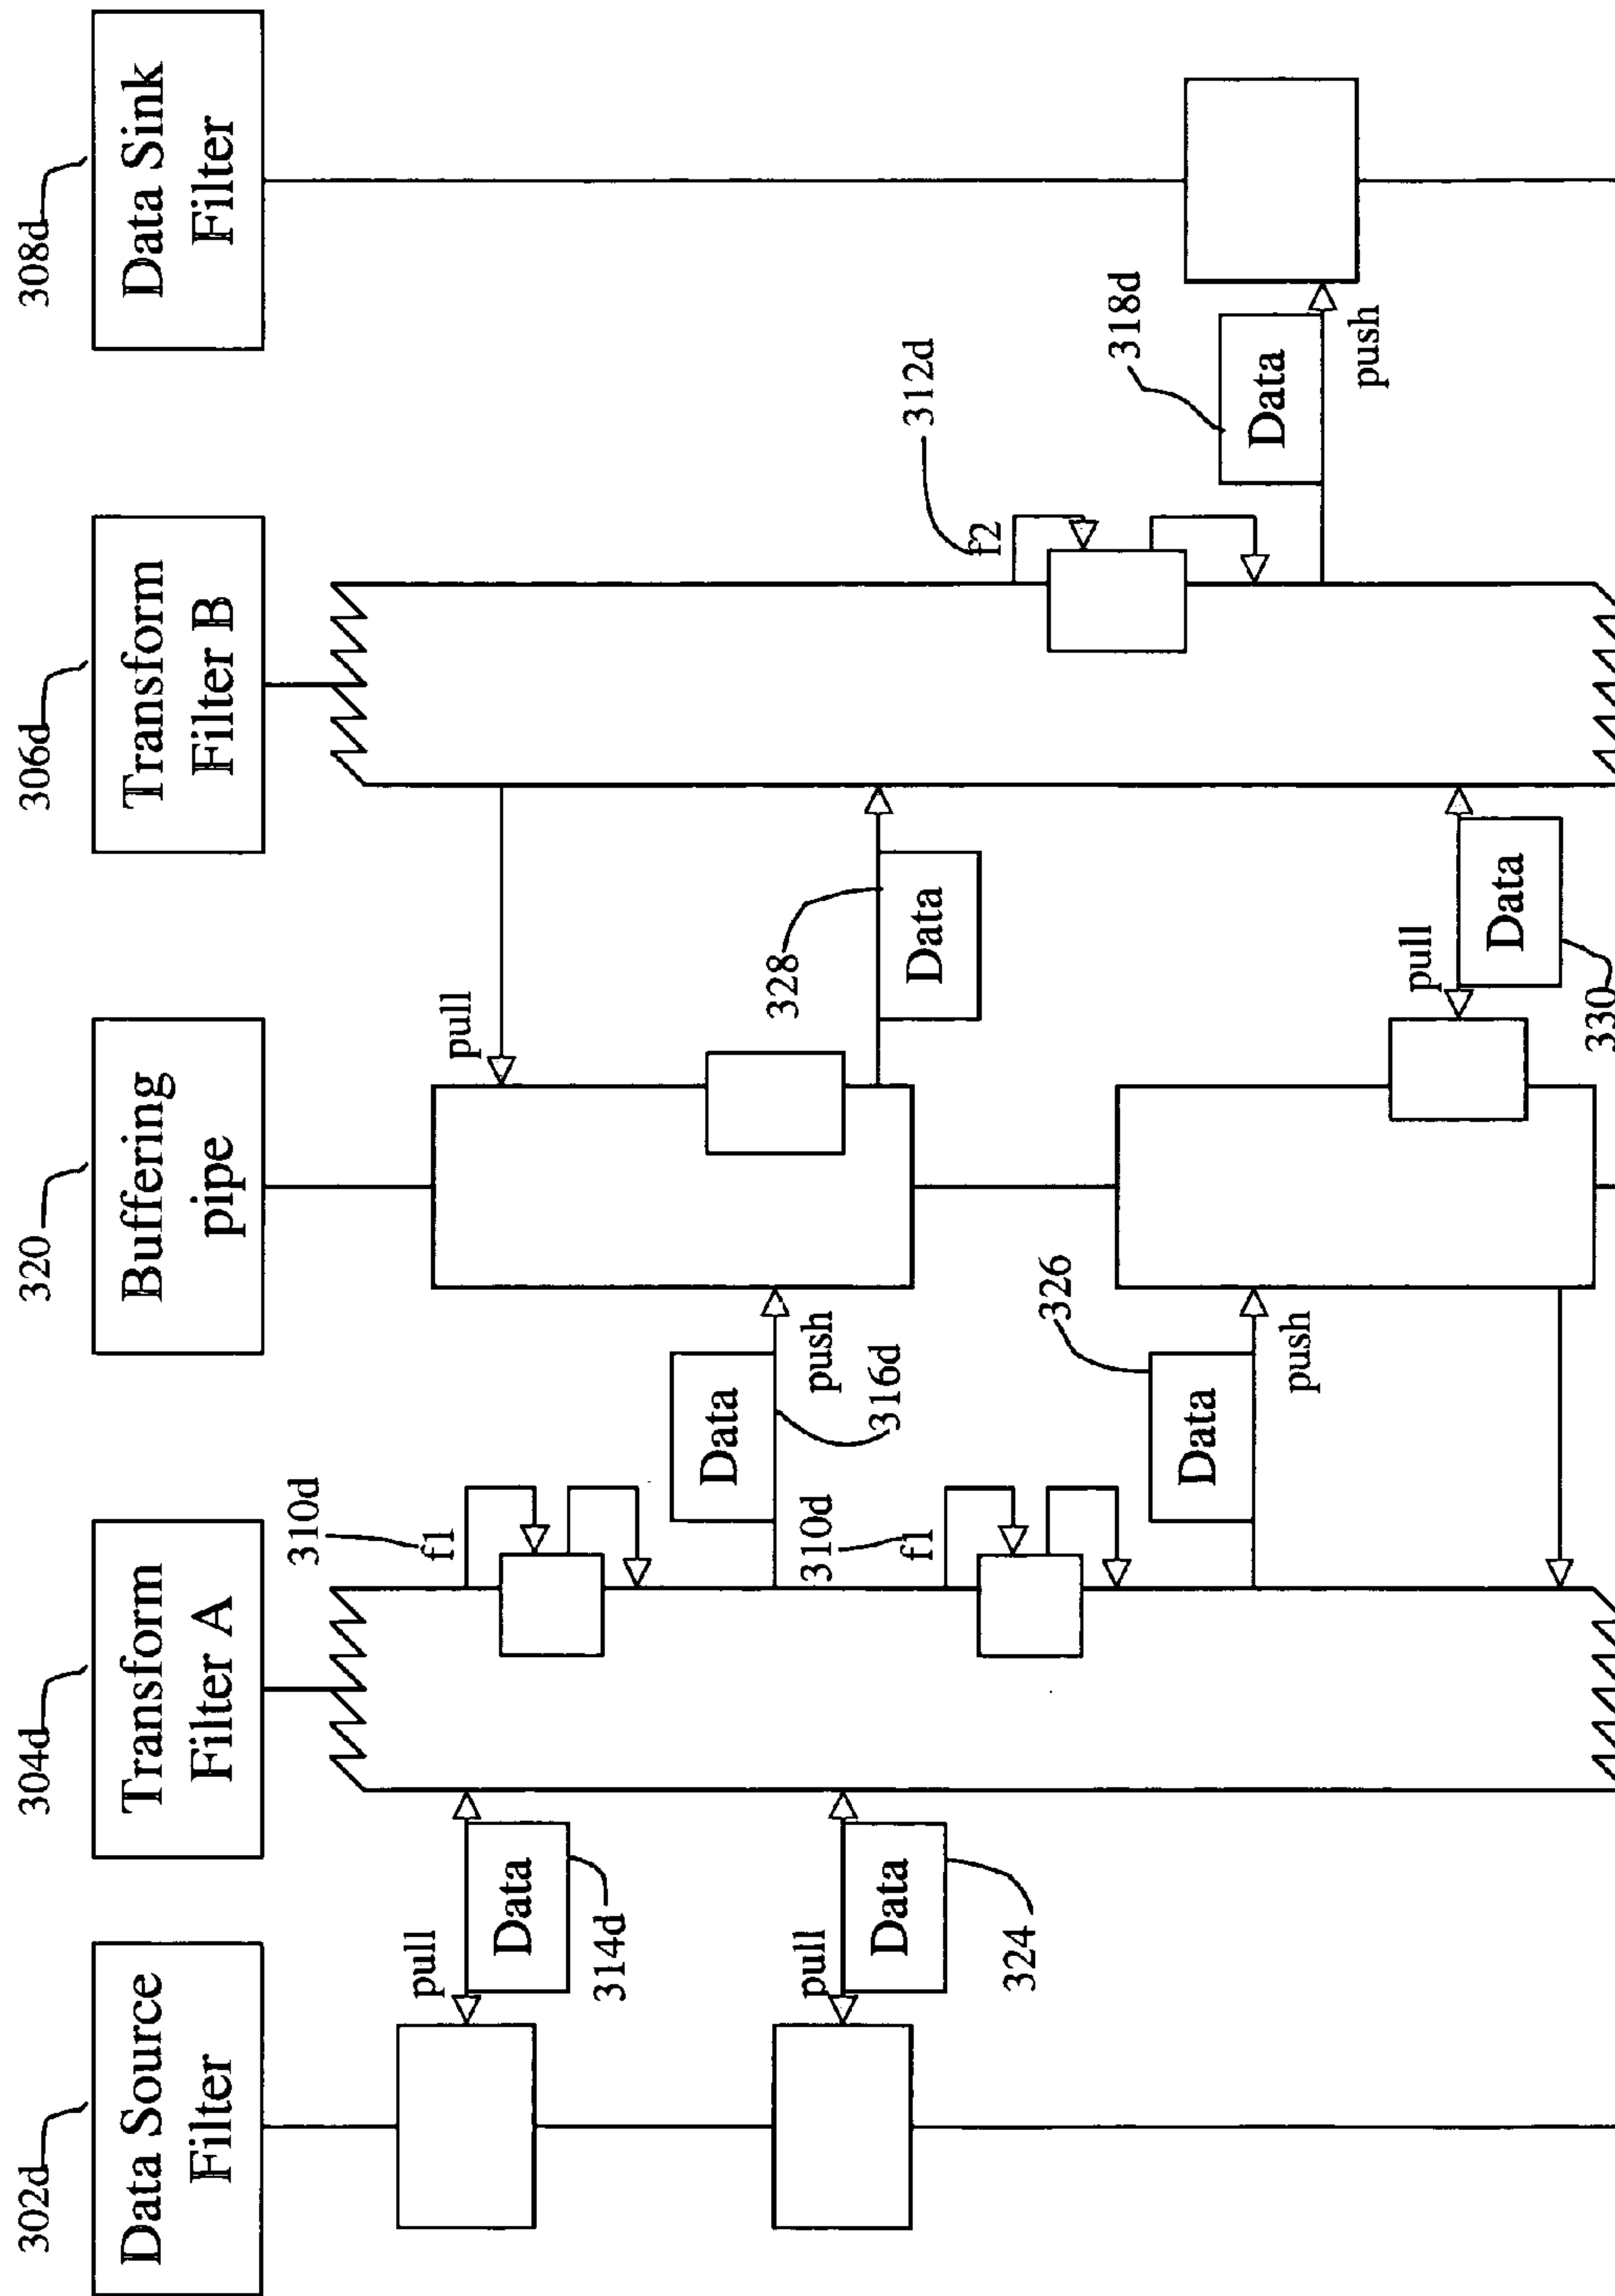 302d
304d
320
306d
308d
Data Source
Filter
Transform
Filter A
Buffering
pipe
Transform
Filter B
Data Sink
Filter
pull
Data
314d
310d
f1
pull
Data
316d
push
328
Data
pull
Data
324
310d
f1
312d
f2
Data
326
push
318d
Data
push
pull
Data
330